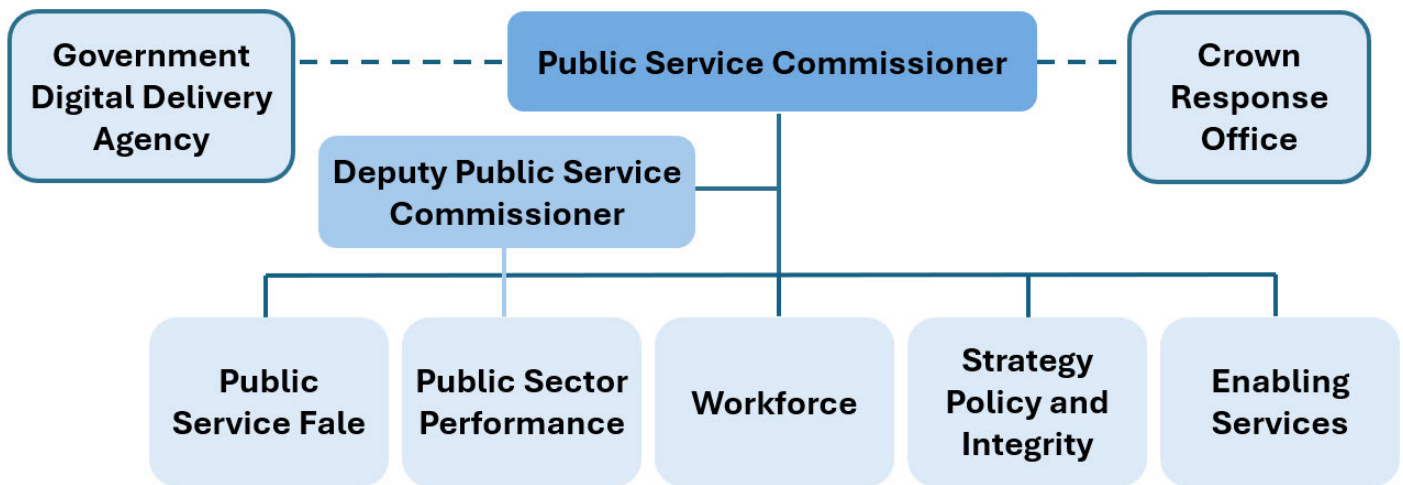 Government
Digital Delivery
Agency
Public Service Commissioner
Crown
Response
Office
Deputy Public Service
Commissioner
Public
Service Fale
Public Sector
Performance
Workforce
Strategy
Policy and
Integrity
Enabling
Services